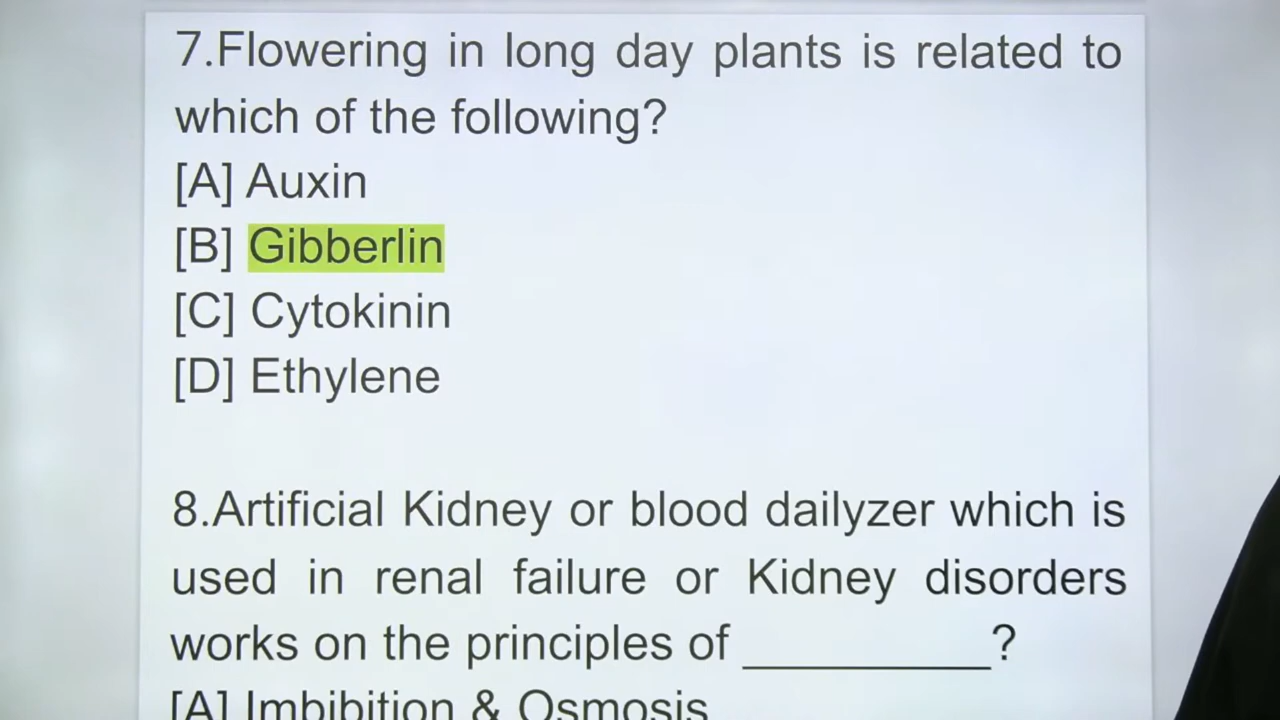 7.Flowering in long day plants is related to
which of the following?
[A] Auxin
[B] Gibberlin
[C] Cytokinin
[D] Ethylene
8.Artificial Kidney or blood dailyzer which is
used in renal failure or Kidney disorders
works on the principles of __________?
[A] Imbibition & Osmosis